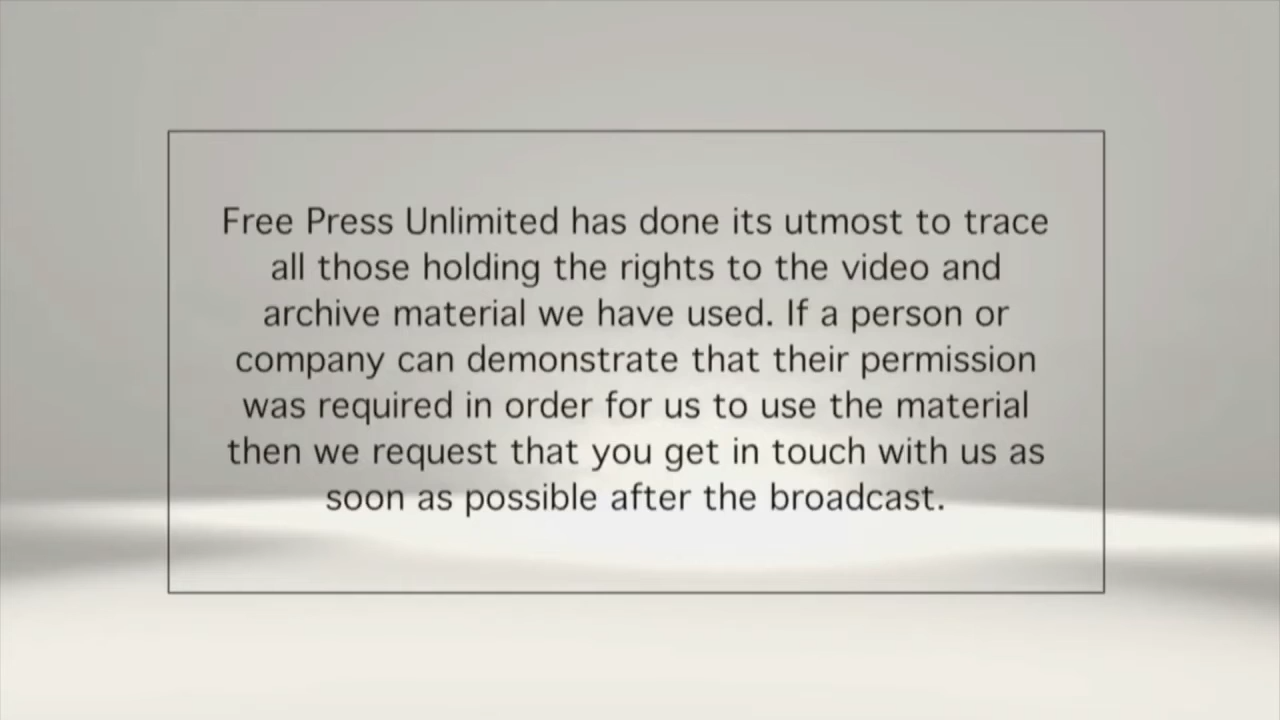 Free Press Unlimited has done its utmost to trace
all those holding the rights to the video and
archive material we have used. If a person or
company can demonstrate that their permission
was required in order for us to use the material
then we request that you get in touch with us as
soon as possible after the broadcast.